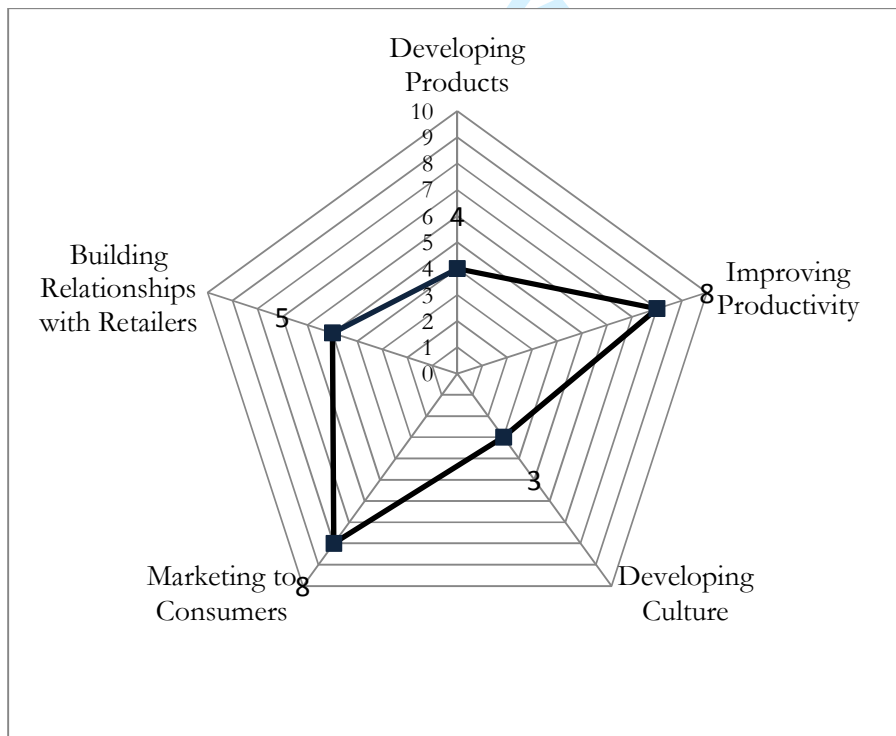 Developing
Products
10
9
8
7
6
5
4
3
2
1
0
4
8
Improving
Productivity
3
Developing
Culture
Marketing to
Consumers
8
Building
Relationships
with Retailers
5